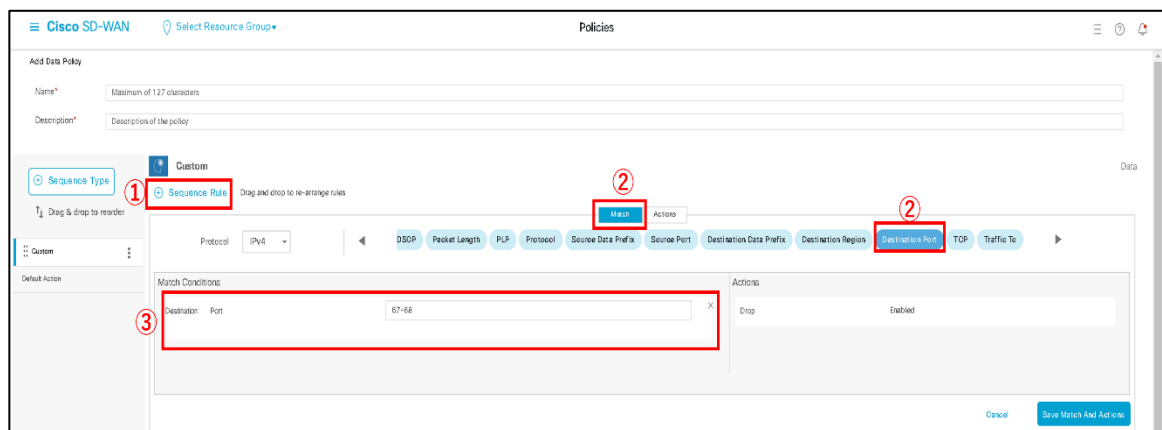 Cisco SD-WAN Select Resource Group▾ Policies
Add Data Policy
Name* Maximum of 127 characters
Description* Description of the policy
Custom Data
Sequence Type
① Sequence Rule Drag and drop to re-arrange rules
②
②
Drag & drop to reorder
Match Actions
Protocol IPv4 DSCP Packet Length PLP Protocol Source Data Prefix Source Port Destination Data Prefix Destination Region Destination Port TCP Traffic To
Custom
Default Action
Match Conditions Actions
③ Destination: Port 67-68 Drop Enabled
Cancel Save Match And Actions